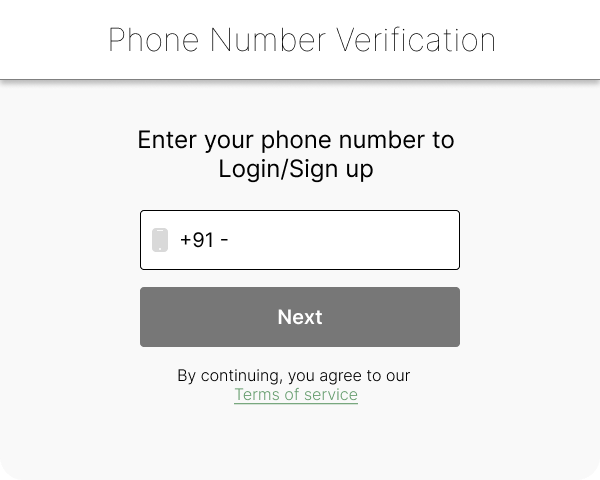 Phone Number Verification
Enter your phone number to
Login/Sign up
+91 -
Next
By continuing, you agree to our
Terms of service